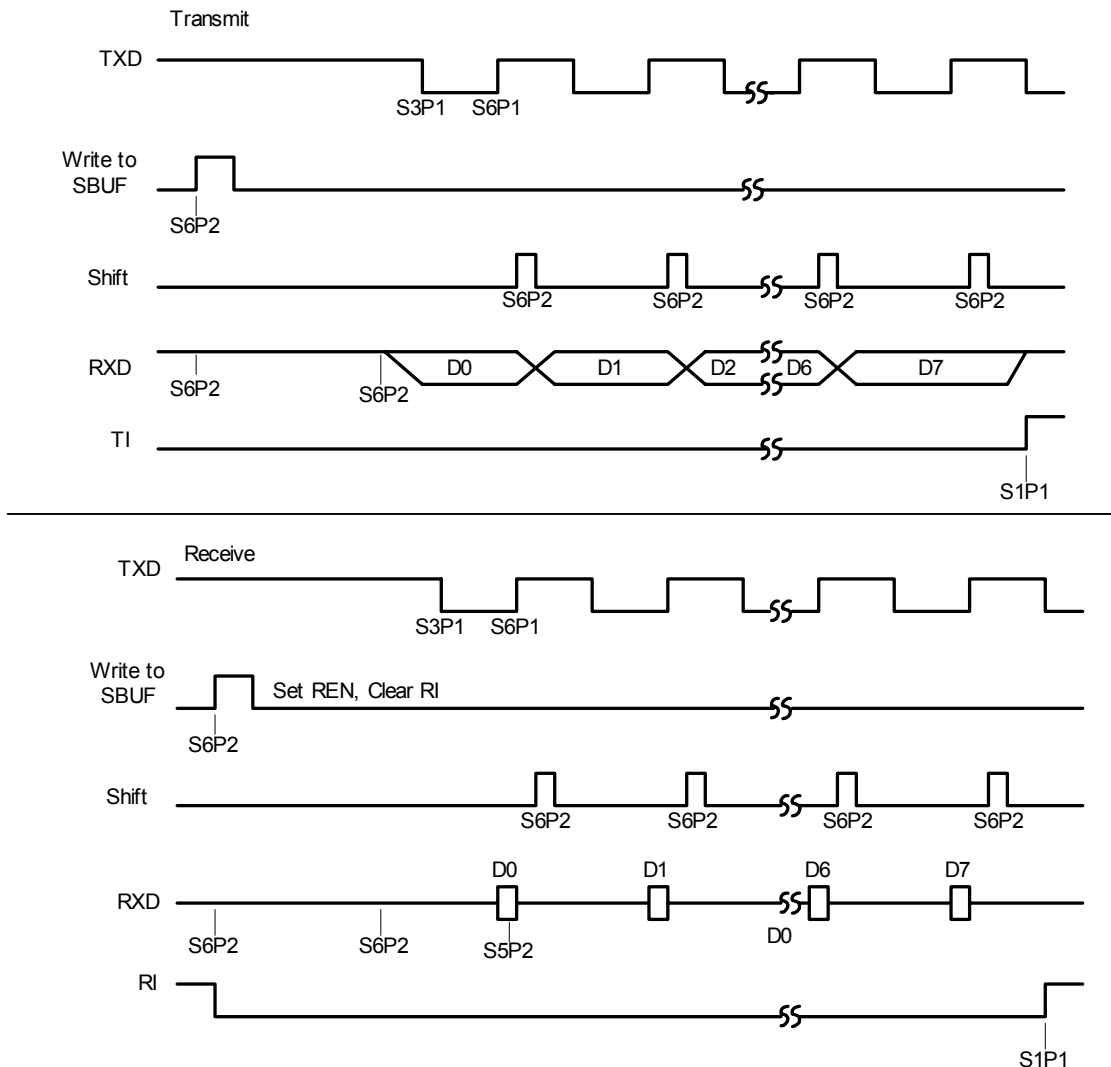 Transmit
TXD
S3P1 S6P1
Write to
SBUF
S6P2
Shift
S6P2 S6P2 S6P2 S6P2
RXD D0 D1 D2 D6 D7
S6P2 S6P2
TI
S1P1
Receive
TXD
S3P1 S6P1
Write to
SBUF Set REN, Clear RI
S6P2
Shift
S6P2 S6P2 S6P2 S6P2
D0 D1 D6 D7
RXD
S6P2 S6P2 S5P2 D0
RI
S1P1